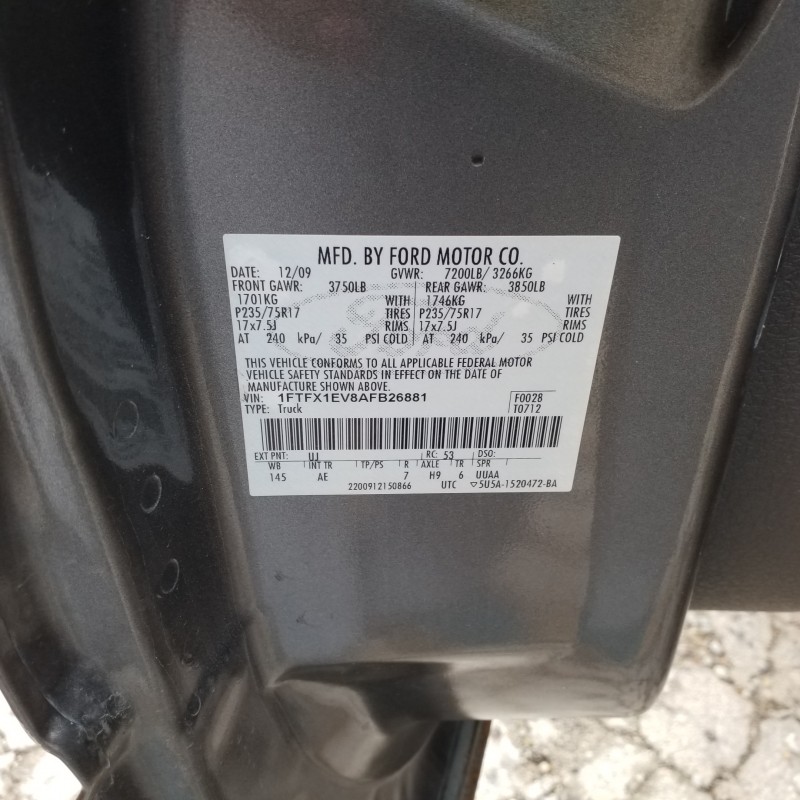 MFD. BY FORD MOTOR CO.
DATE: 12/09 GVWR: 7200LB/ 3266KG
FRONT GAWR: 3750LB REAR GAWR: 3850LB
1701KG WITH 1746KG WITH
P235/75R17 TIRES P235/75R17 TIRES
17x7.5J RIMS 17x7.5J RIMS
AT 240 kPa/ 35 PSI COLD AT 240 kPa/ 35 PSI COLD
Ford
THIS VEHICLE CONFORMS TO ALL APPLICABLE FEDERAL MOTOR
VEHICLE SAFETY STANDARDS IN EFFECT ON THE DATE OF
MANUFACTURE SHOWN ABOVE.
VIN: 1FTFX1EV8AFB26881 F0028
TYPE: Truck T0712
EXT PNT: UJ RC: 53 DSO:
WB INT TR TP/PS R AXLE TR SPR
145 AE 7 H9 6 UUAA
2200912150866 UTC ▽5U5A-1520472-BA